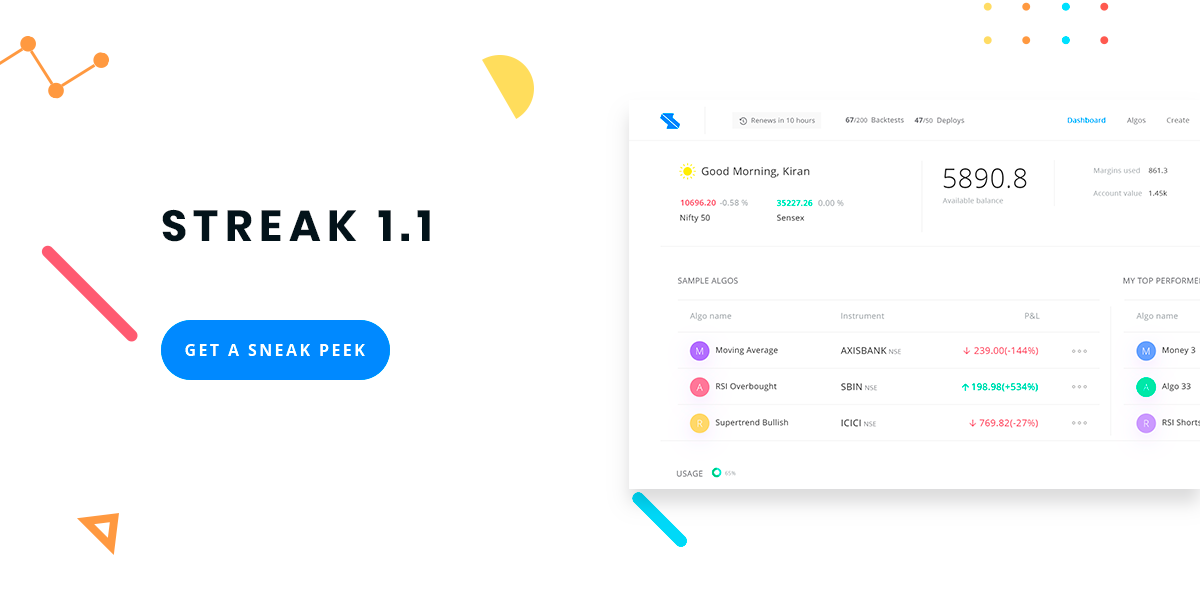 STREAK 1.1
GET A SNEAK PEEK
Renews in 10 hours
67/200 Backtests
47/50 Deploys
Dashboard
Algos
Create
Good Morning, Kiran
10696.20 -0.58 %
Nifty 50
35227.26 0.00 %
Sensex
5890.8
Available balance
Margins used 861.3
Account value 1.45k
SAMPLE ALGOS
Algo name Instrument P&L
M Moving Average AXISBANK NSE ↓ 239.00(-144%)
A RSI Overbought SBIN NSE ↑ 198.98(+534%)
R Supertrend Bullish ICICI NSE ↓ 769.82(-27%)
MY TOP PERFORME
Algo name
M Money 3
A Algo 33
R RSI Shorts
USAGE 65%